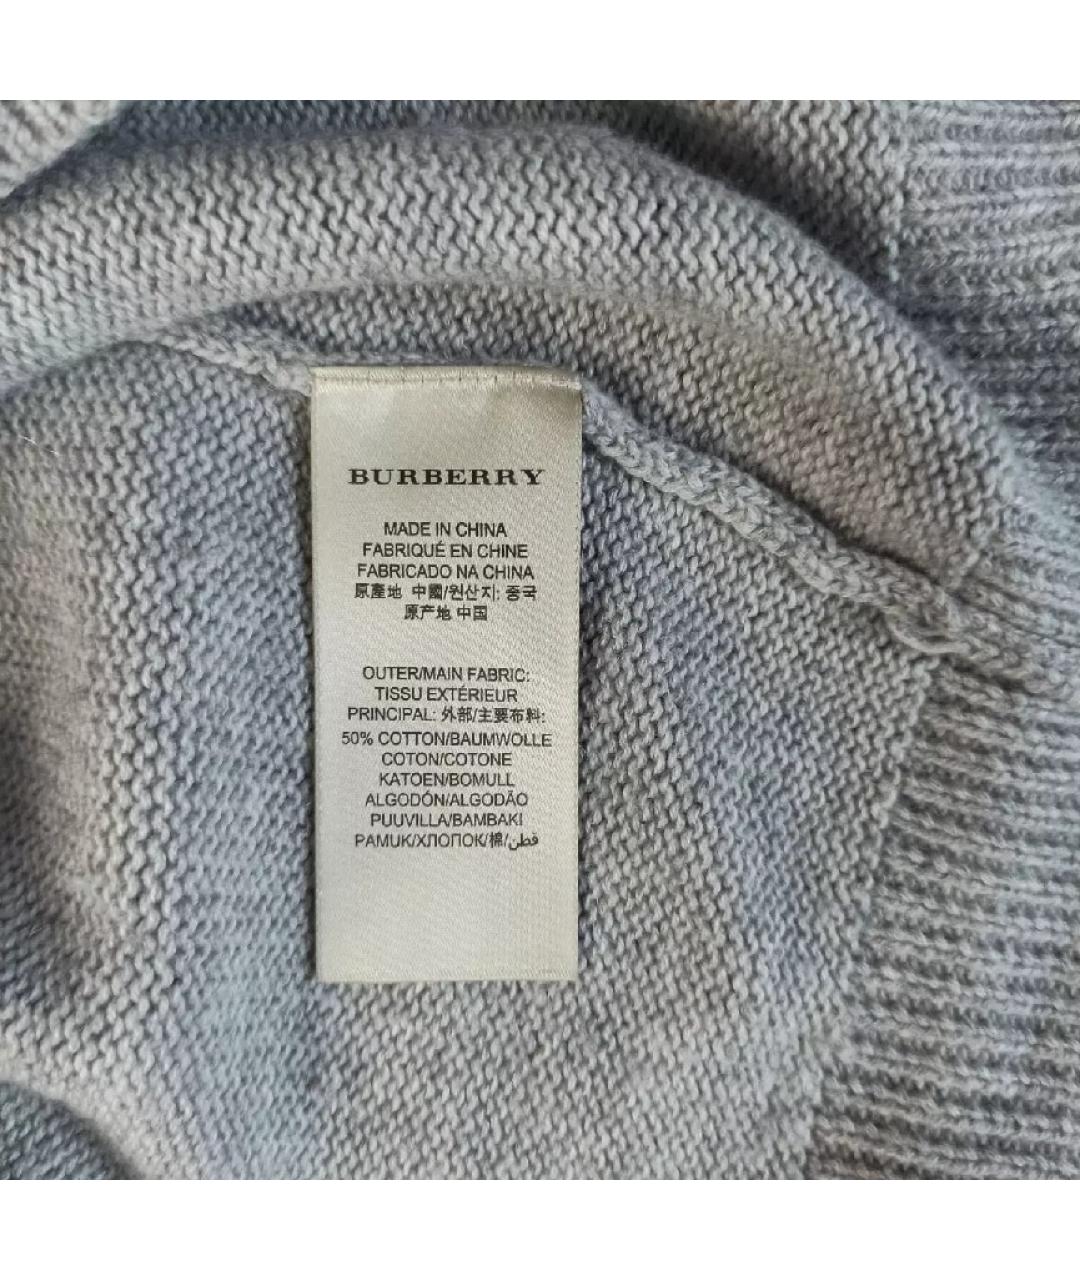 BURBERRY
MADE IN CHINA
FABRIQUÉ EN CHINE
FABRICADO NA CHINA
原產地 中國/원산지: 중국
原产地 中国
OUTER/MAIN FABRIC:
TISSU EXTÉRIEUR
PRINCIPAL: 外部/主要布料:
50% COTTON/BAUMWOLLE
COTON/COTONE
KATOEN/BOMULL
ALGODÓN/ALGODÃO
PUUVILLA/BAMBAKI
PAMUK/ХЛОПОК/棉/قطن